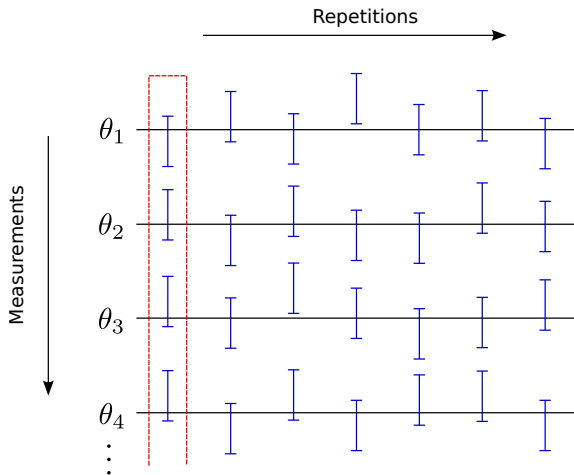 Repetitions
Measurements
θ1
θ2
θ3
θ4
⋮